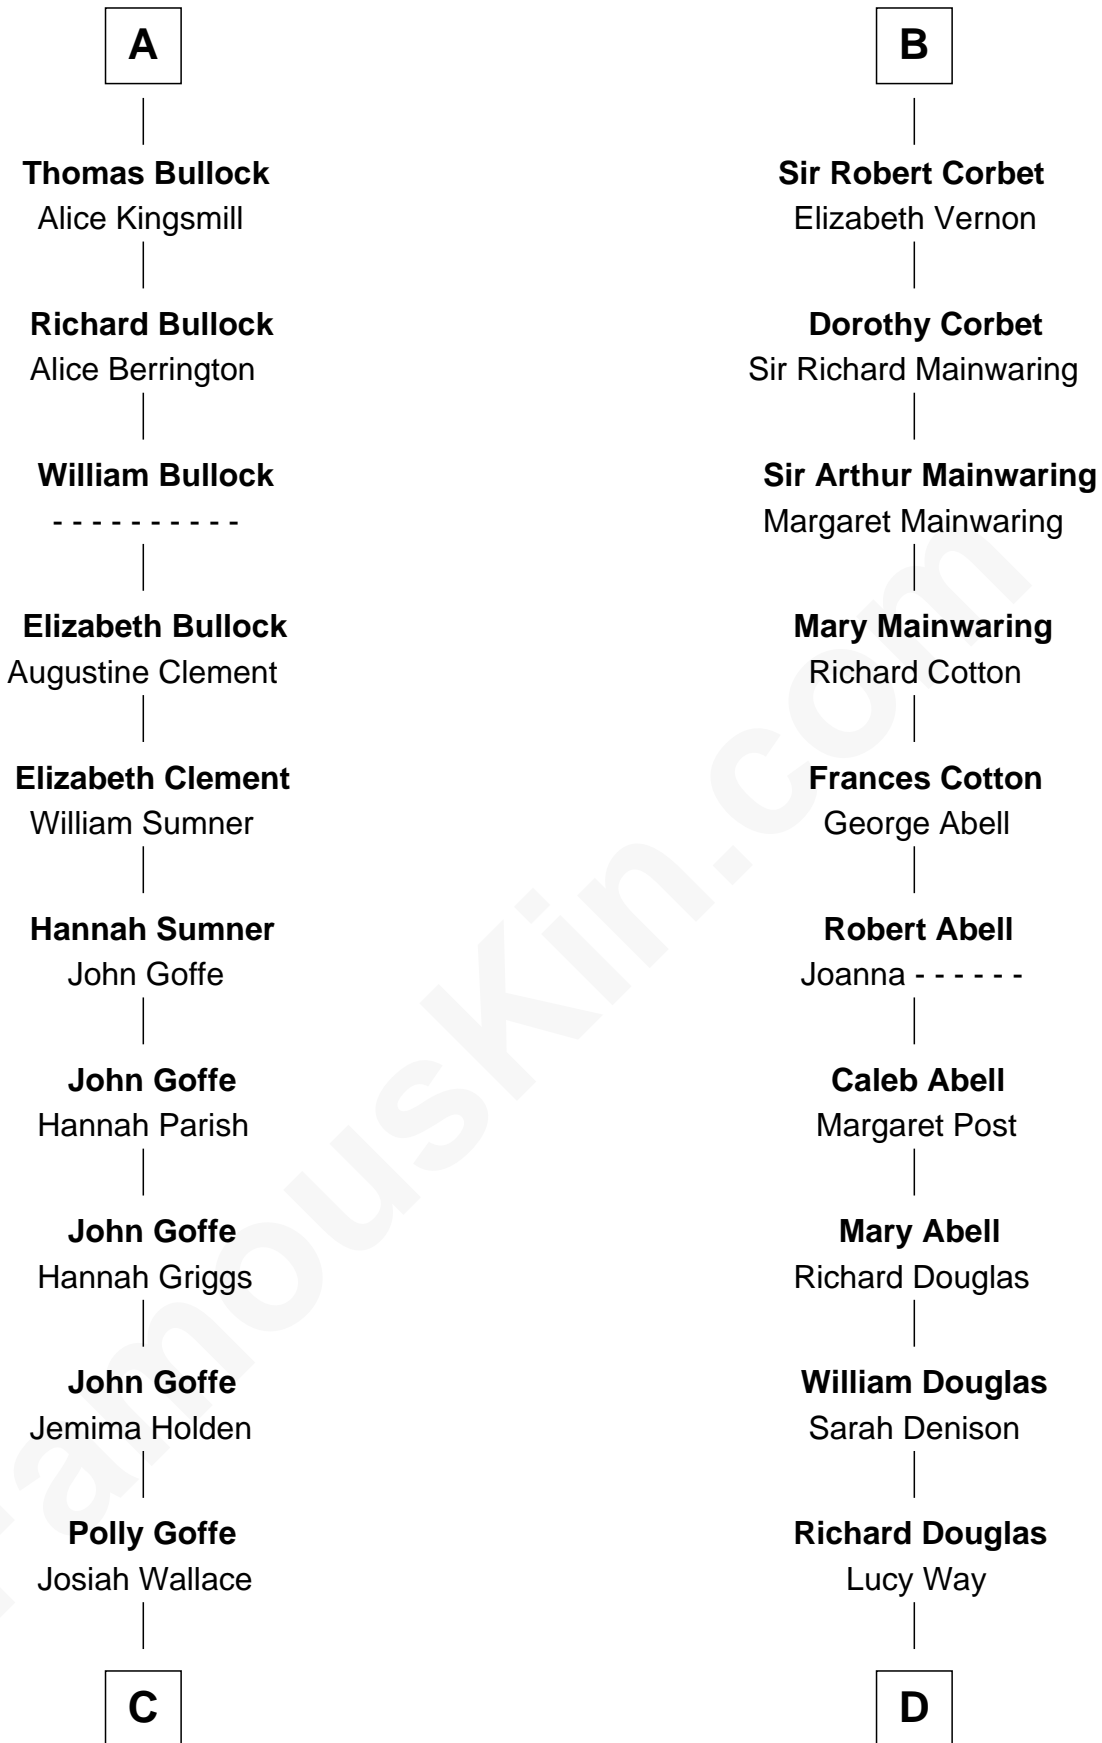 A
Thomas Bullock
Alice Kingsmill
Richard Bullock
Alice Berrington
William Bullock
- - - - - - - - - -
Elizabeth Bullock
Augustine Clement
Elizabeth Clement
William Sumner
Hannah Sumner
John Goffe
John Goffe
Hannah Parish
John Goffe
Hannah Griggs
John Goffe
Jemima Holden
Polly Goffe
Josiah Wallace
C
B
Sir Robert Corbet
Elizabeth Vernon
Dorothy Corbet
Sir Richard Mainwaring
Sir Arthur Mainwaring
Margaret Mainwaring
Mary Mainwaring
Richard Cotton
Frances Cotton
George Abell
Robert Abell
Joanna - - - - - -
Caleb Abell
Margaret Post
Mary Abell
Richard Douglas
William Douglas
Sarah Denison
Richard Douglas
Lucy Way
D
FamousKin.com